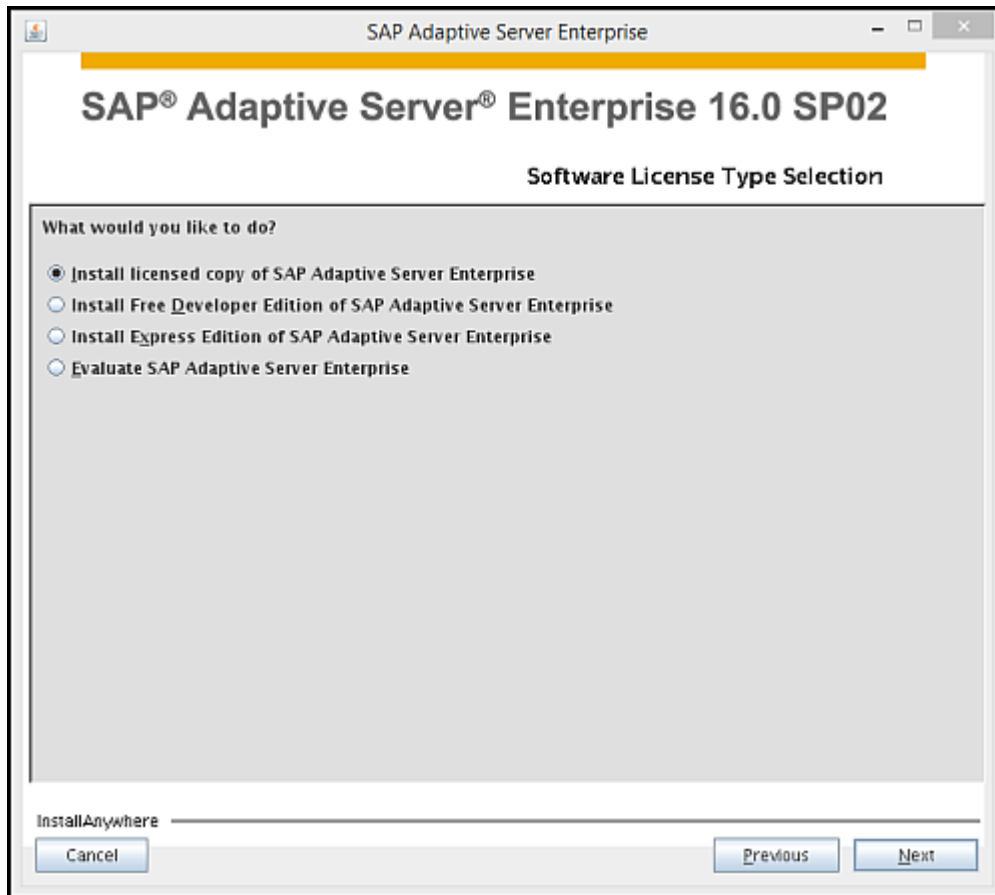 SAP Adaptive Server Enterprise
SAP® Adaptive Server® Enterprise 16.0 SP02
Software License Type Selection
What would you like to do?
Install licensed copy of SAP Adaptive Server Enterprise
Install Free Developer Edition of SAP Adaptive Server Enterprise
Install Express Edition of SAP Adaptive Server Enterprise
Evaluate SAP Adaptive Server Enterprise
InstallAnywhere
Cancel
Previous
Next